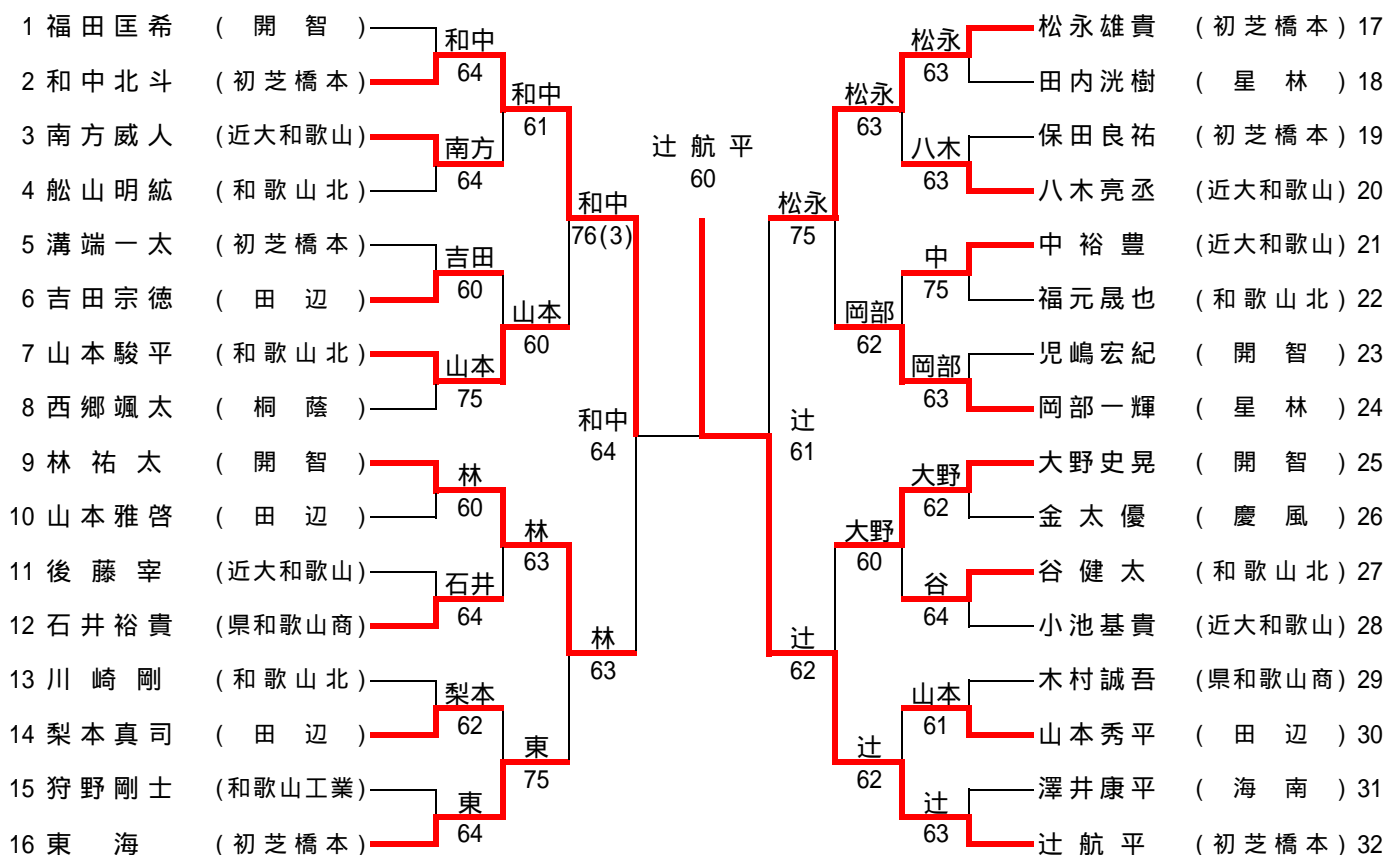 1 福田匡希 (開智)
2 和中北斗 (初芝橋本)
3 南方威人 (近大和歌山)
4 舩山明紘 (和歌山北)
5 溝端一太 (初芝橋本)
6 吉田宗徳 (田辺)
7 山本駿平 (和歌山北)
8 西郷颯太 (桐蔭)
9 林祐太 (開智)
10 山本雅啓 (田辺)
11 後藤宰 (近大和歌山)
12 石井裕貴 (県和歌山商)
13 川崎剛 (和歌山北)
14 梨本真司 (田辺)
15 狩野剛士 (和歌山工業)
16 東海 (初芝橋本)
和中
64
南方
64
吉田
60
山本
75
林
60
石井
64
梨本
62
東
64
和中
61
山本
60
林
63
東
75
和中
76(3)
林
63
和中
64
辻航平
60
辻
61
松永
75
辻
62
松永
63
岡部
62
大野
60
辻
62
松永
63
八木
63
中
75
岡部
63
大野
62
谷
64
山本
61
辻
63
松永雄貴 (初芝橋本) 17
田内洸樹 (星林) 18
保田良祐 (初芝橋本) 19
八木亮丞 (近大和歌山) 20
中裕豊 (近大和歌山) 21
福元晟也 (和歌山北) 22
児嶋宏紀 (開智) 23
岡部一輝 (星林) 24
大野史晃 (開智) 25
金太優 (慶風) 26
谷健太 (和歌山北) 27
小池基貴 (近大和歌山) 28
木村誠吾 (県和歌山商) 29
山本秀平 (田辺) 30
澤井康平 (海南) 31
辻航平 (初芝橋本) 32